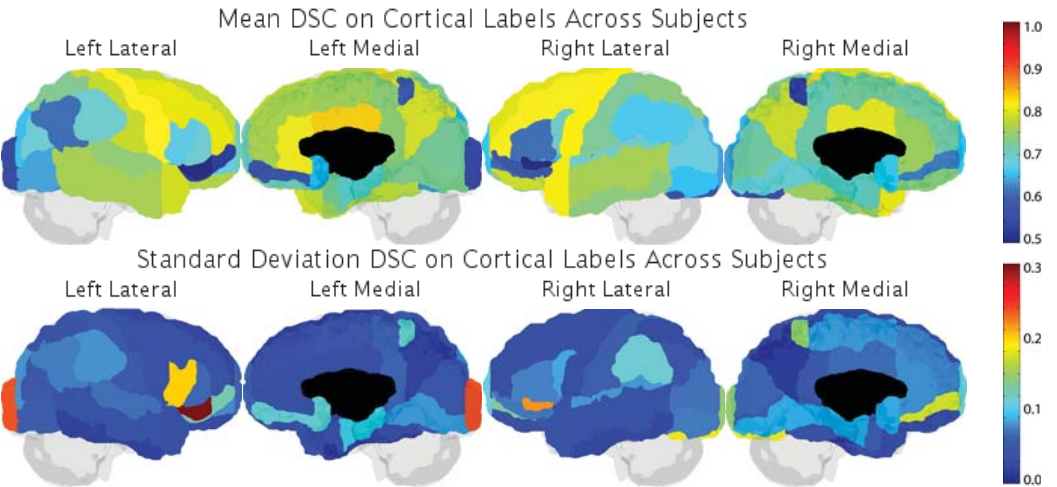 Mean DSC on Cortical Labels Across Subjects
Left Lateral
Left Medial
Right Lateral
Right Medial
1.0
0.9
0.8
0.7
0.6
0.5
Standard Deviation DSC on Cortical Labels Across Subjects
Left Lateral
Left Medial
Right Lateral
Right Medial
0.3
0.2
0.1
0.0